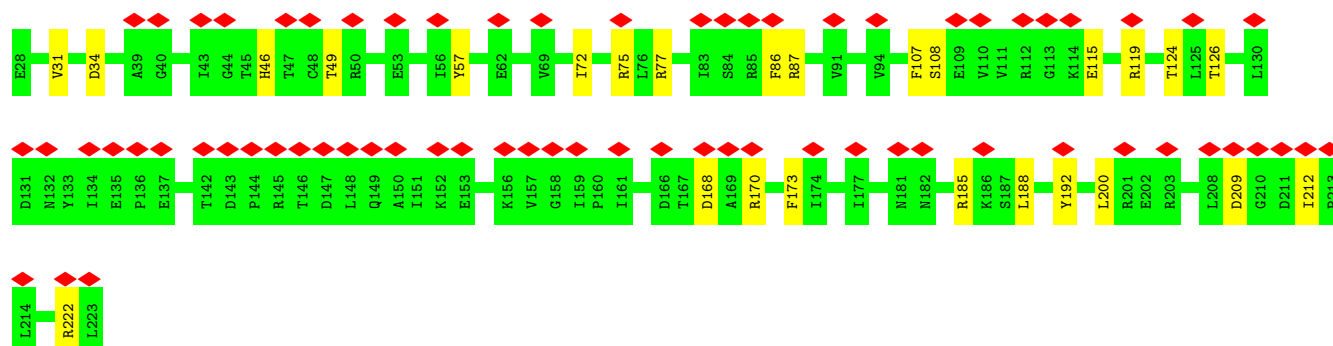 E28 V31 D34 A39 G40 I43 G44 T45 H46 T47 C48 T49 R50 E53 I56 Y57 E62 V69 I72 R75 L76 R77 I83 S84 R85 F86 R87 V91 V94 F107 S108 E109 V110 V111 R112 G113 K114 E115 R119 T124 L125 T126 L130
D131 N132 Y133 I134 E135 P136 E137 T142 D143 P144 R145 T146 D147 L148 Q149 A150 I151 K152 E153 K156 V157 G158 I159 P160 I161 D166 T167 D168 A169 R170 F173 I174 I177 N181 N182 R185 K186 S187 L188 Y192 L200 R201 E202 R203 L208 D209 G210 D211 I212
L214 R222 L223